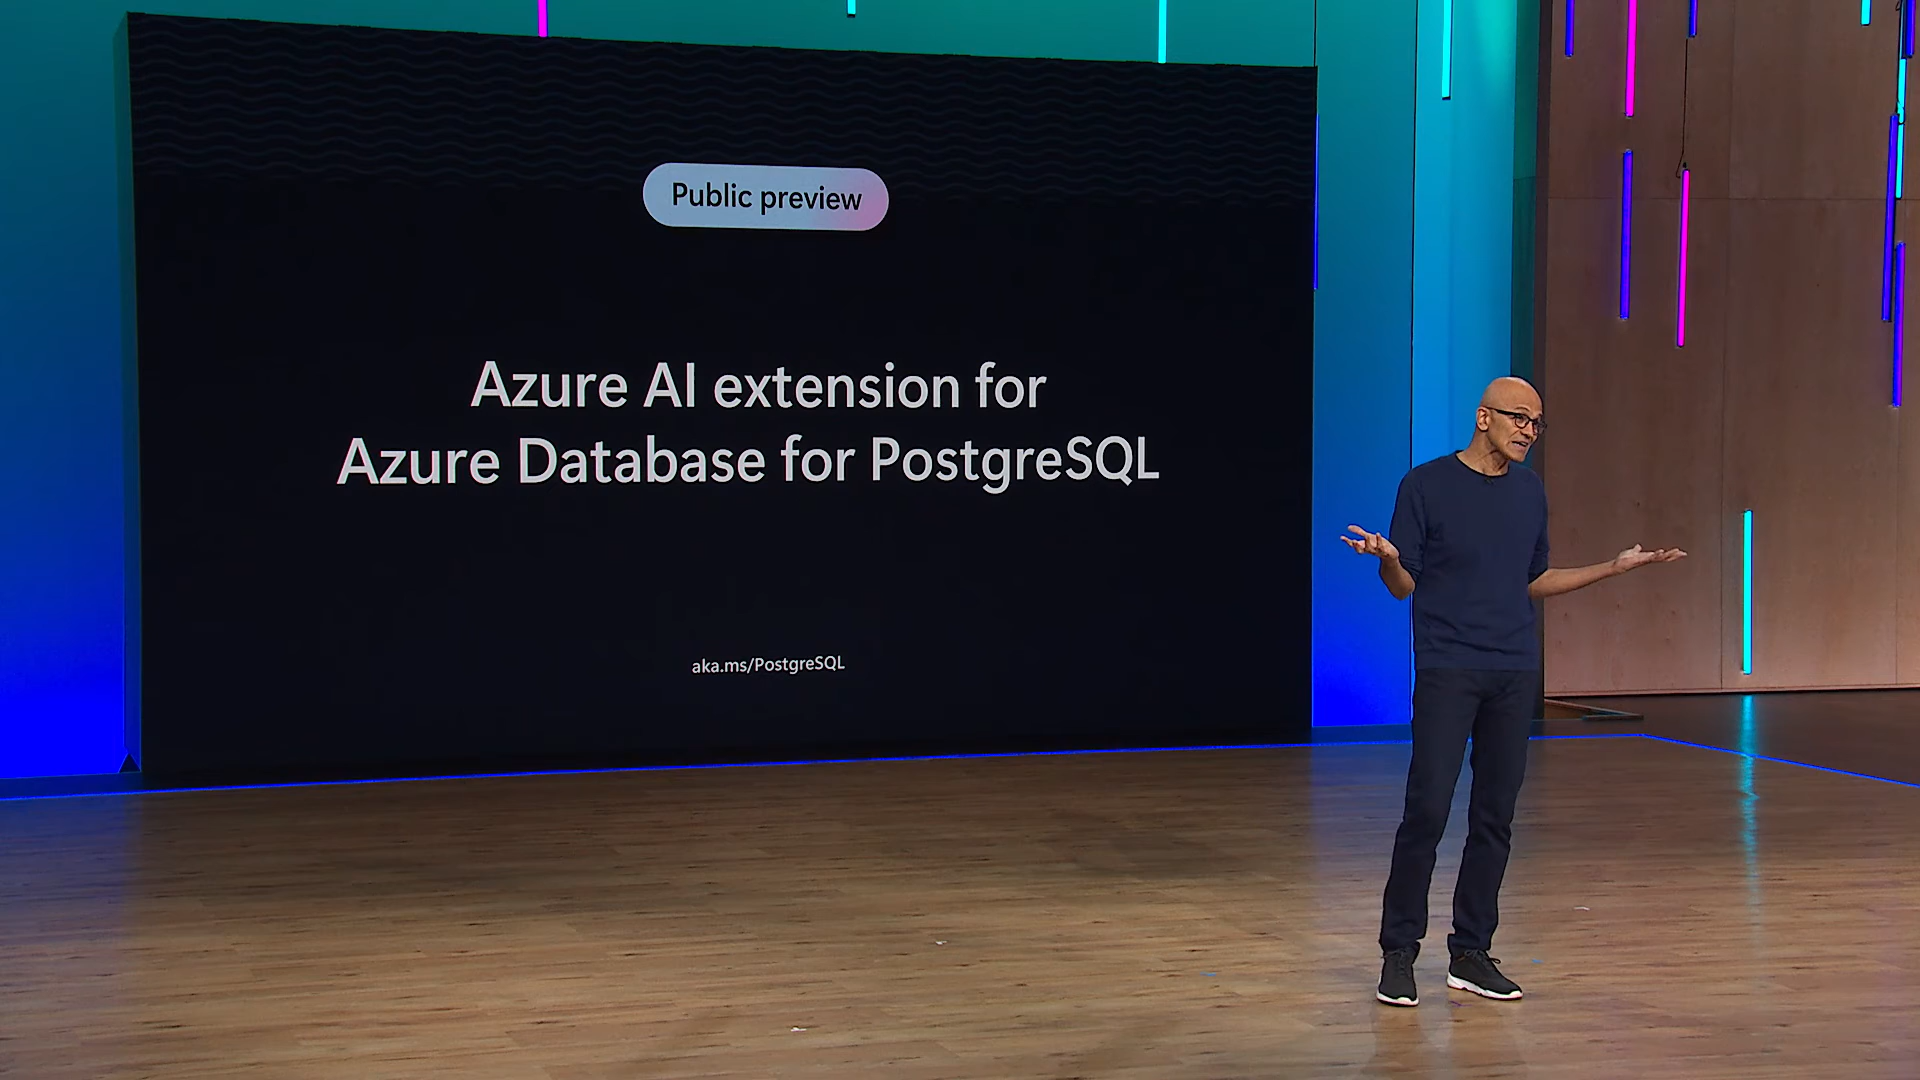 Public preview
Azure AI extension for
Azure Database for PostgreSQL
aka.ms/PostgreSQL